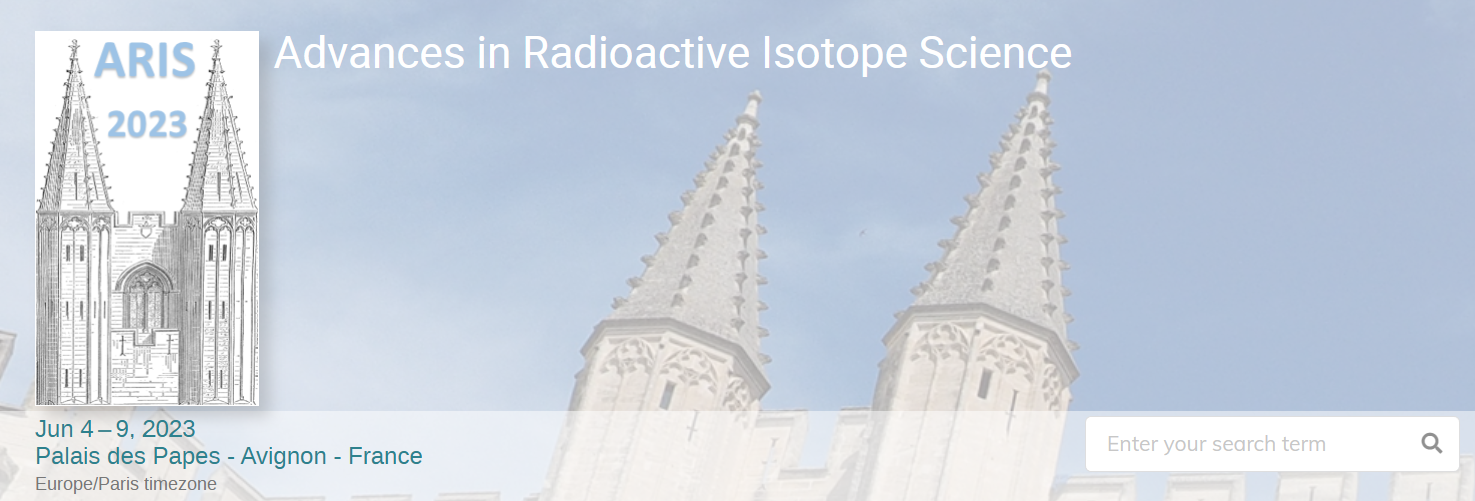 ARIS
2023
Advances in Radioactive Isotope Science
Jun 4 – 9, 2023
Palais des Papes - Avignon - France
Europe/Paris timezone
Enter your search term